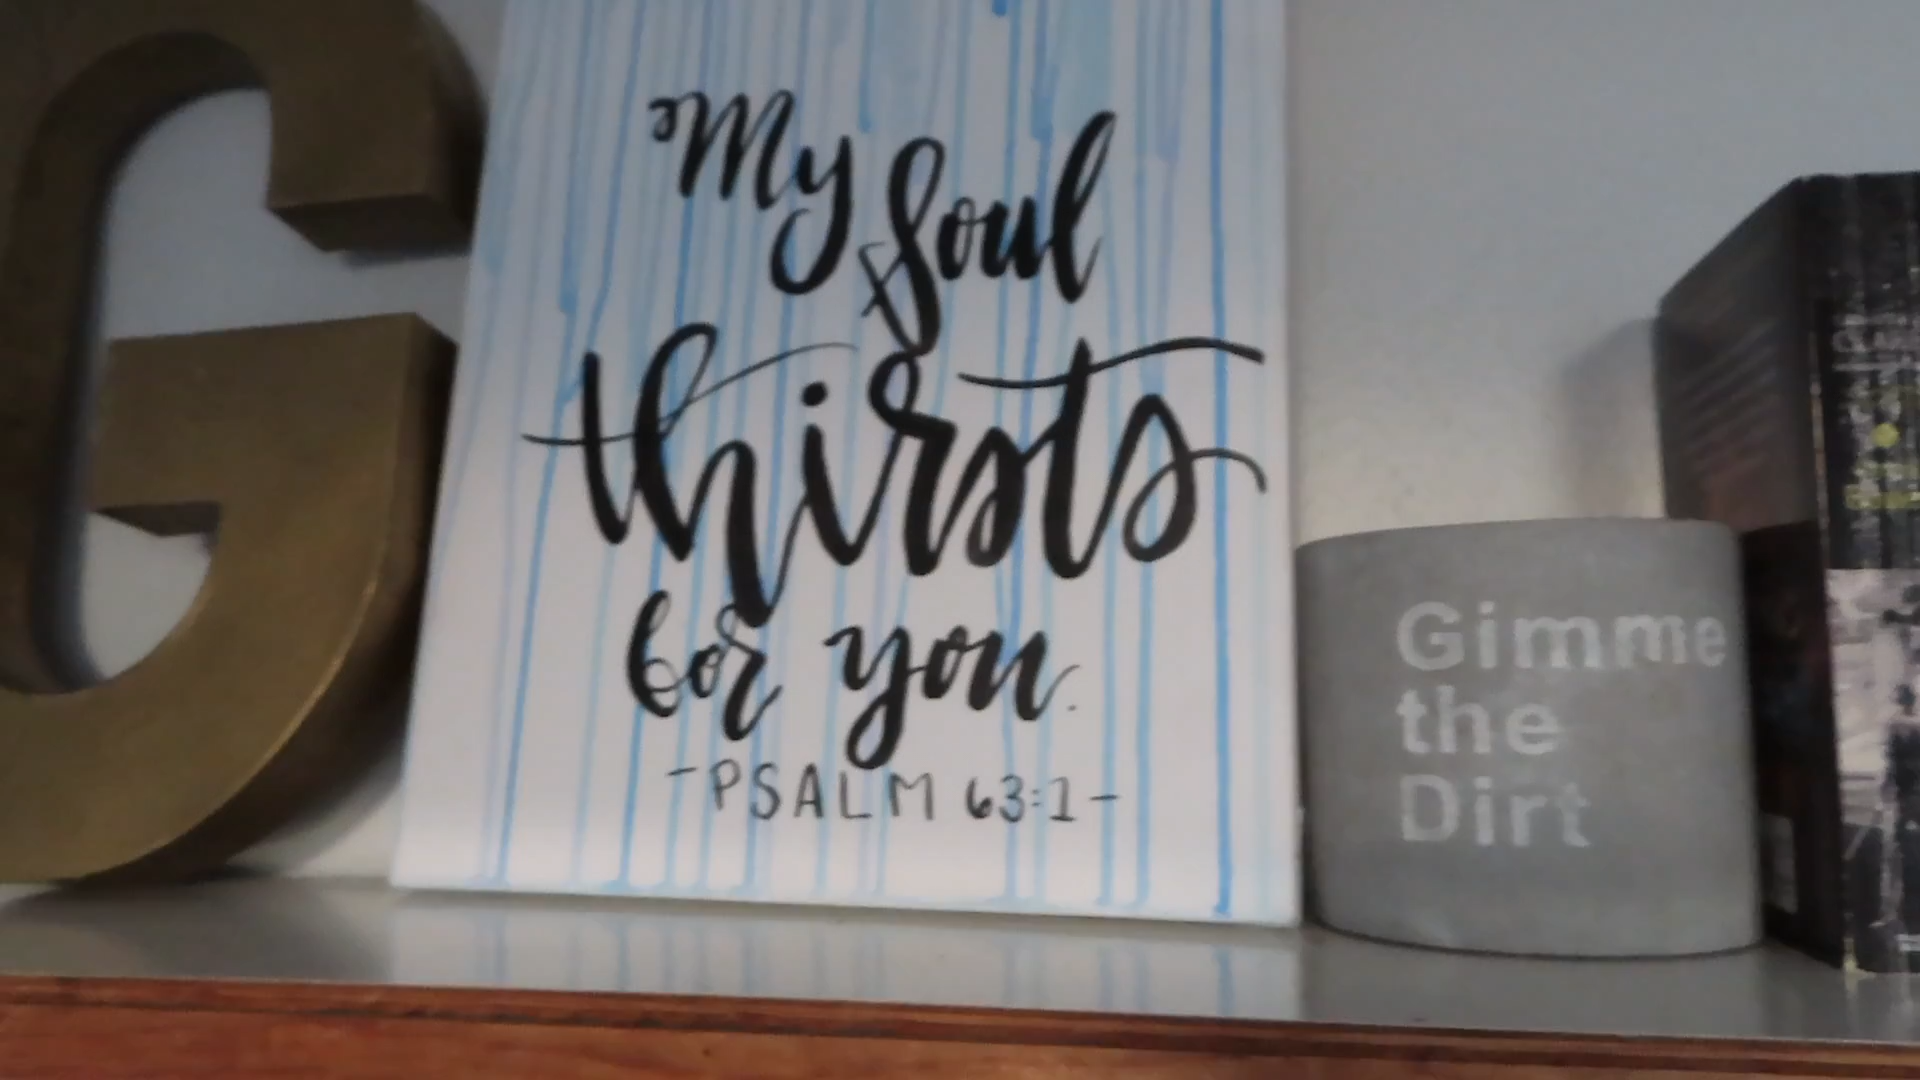 G
My Soul
thirsts
for you.
-PSALM 63:1-
Gimme
the
Dirt